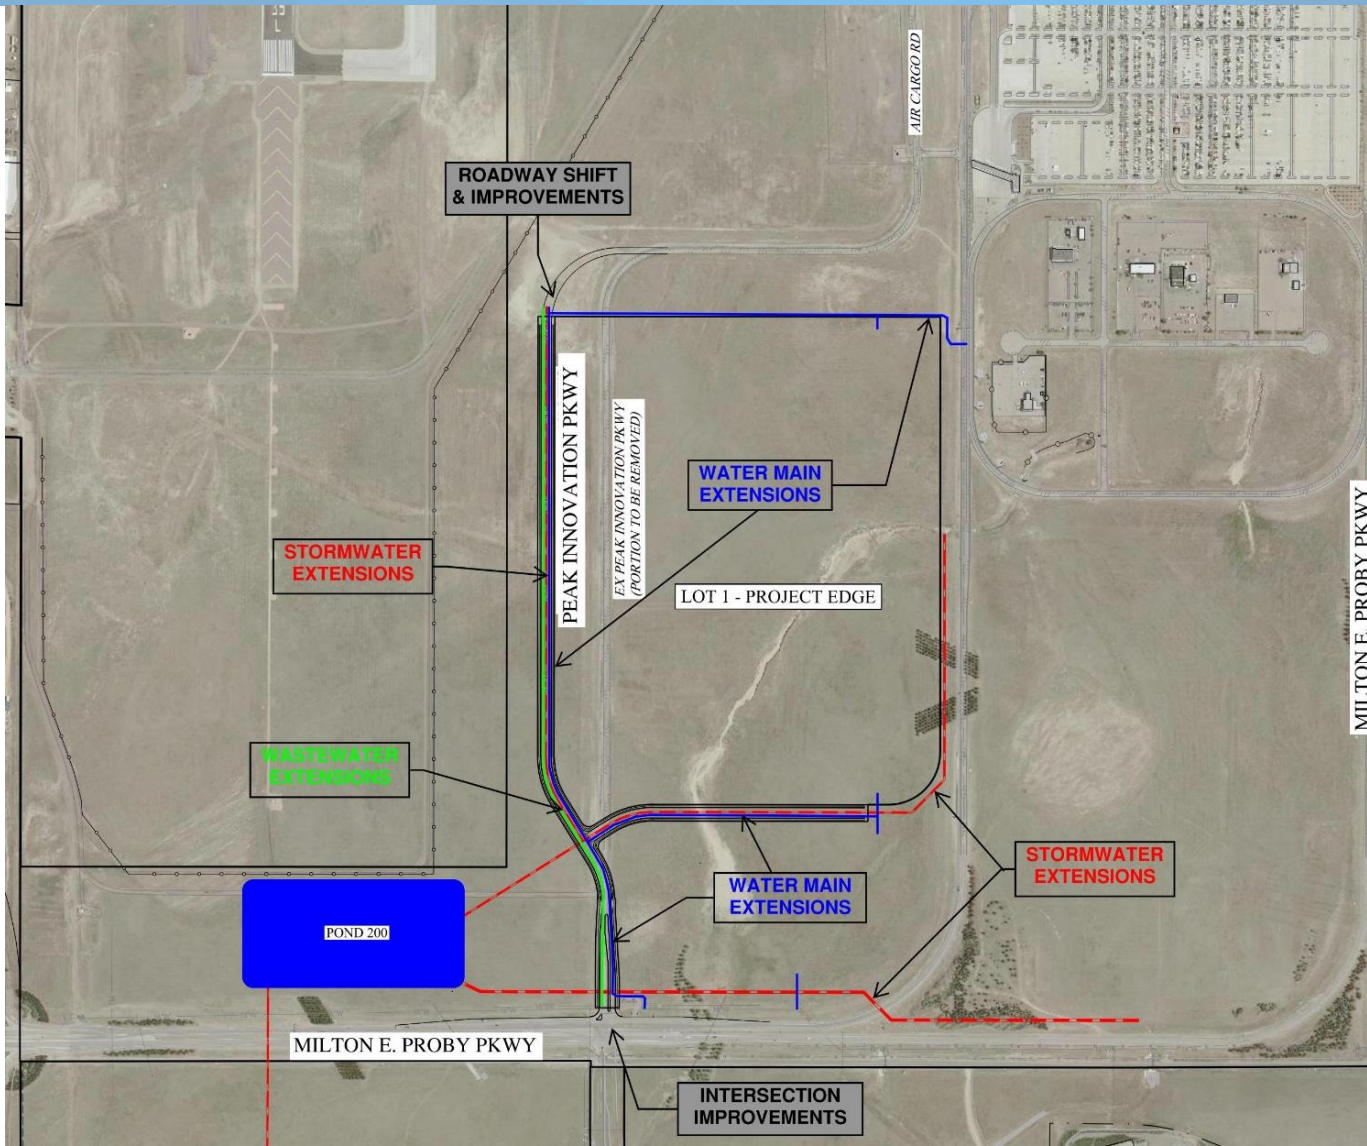 AIR CARGO RD
ROADWAY SHIFT
& IMPROVEMENTS
PEAK INNOVATION PKWY
EX PEAK INNOVATION PKWY
(PORTION TO BE REMOVED)
WATER MAIN
EXTENSIONS
STORMWATER
EXTENSIONS
LOT 1 - PROJECT EDGE
MILTON E. PROBY PKWY
WASTEWATER
EXTENSIONS
STORMWATER
EXTENSIONS
WATER MAIN
EXTENSIONS
POND 200
MILTON E. PROBY PKWY
INTERSECTION
IMPROVEMENTS